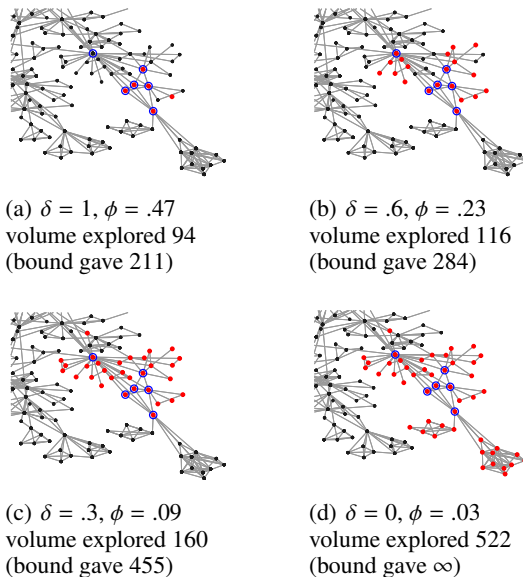 (a) δ = 1, ϕ = .47
volume explored 94
(bound gave 211)
(b) δ = .6, ϕ = .23
volume explored 116
(bound gave 284)
(c) δ = .3, ϕ = .09
volume explored 160
(bound gave 455)
(d) δ = 0, ϕ = .03
volume explored 522
(bound gave ∞)